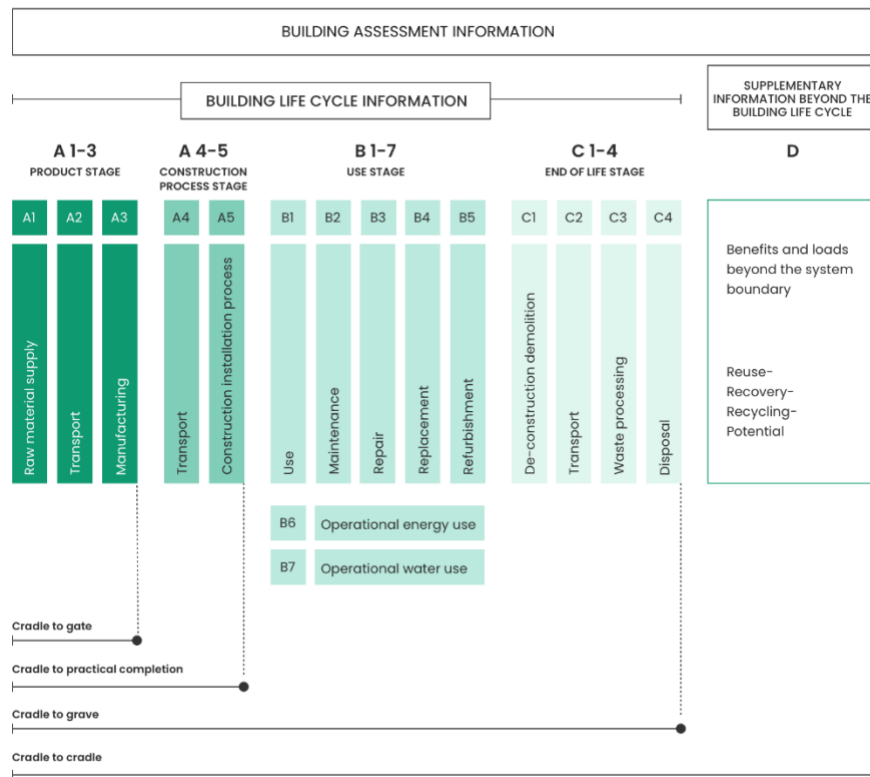 BUILDING ASSESSMENT INFORMATION
BUILDING LIFE CYCLE INFORMATION
SUPPLEMENTARY
INFORMATION BEYOND THE
BUILDING LIFE CYCLE
A 1-3
PRODUCT STAGE
A 4-5
CONSTRUCTION
PROCESS STAGE
B 1-7
USE STAGE
C 1-4
END OF LIFE STAGE
D
A1
A2
A3
A4
A5
B1
B2
B3
B4
B5
C1
C2
C3
C4
Raw material supply
Transport
Manufacturing
Transport
Construction installation process
Use
Maintenance
Repair
Replacement
Refurbishment
De-construction demolition
Transport
Waste processing
Disposal
Benefits and loads
beyond the system
boundary
Reuse-
Recovery-
Recycling-
Potential
B6
Operational energy use
B7
Operational water use
Cradle to gate
Cradle to practical completion
Cradle to grave
Cradle to cradle